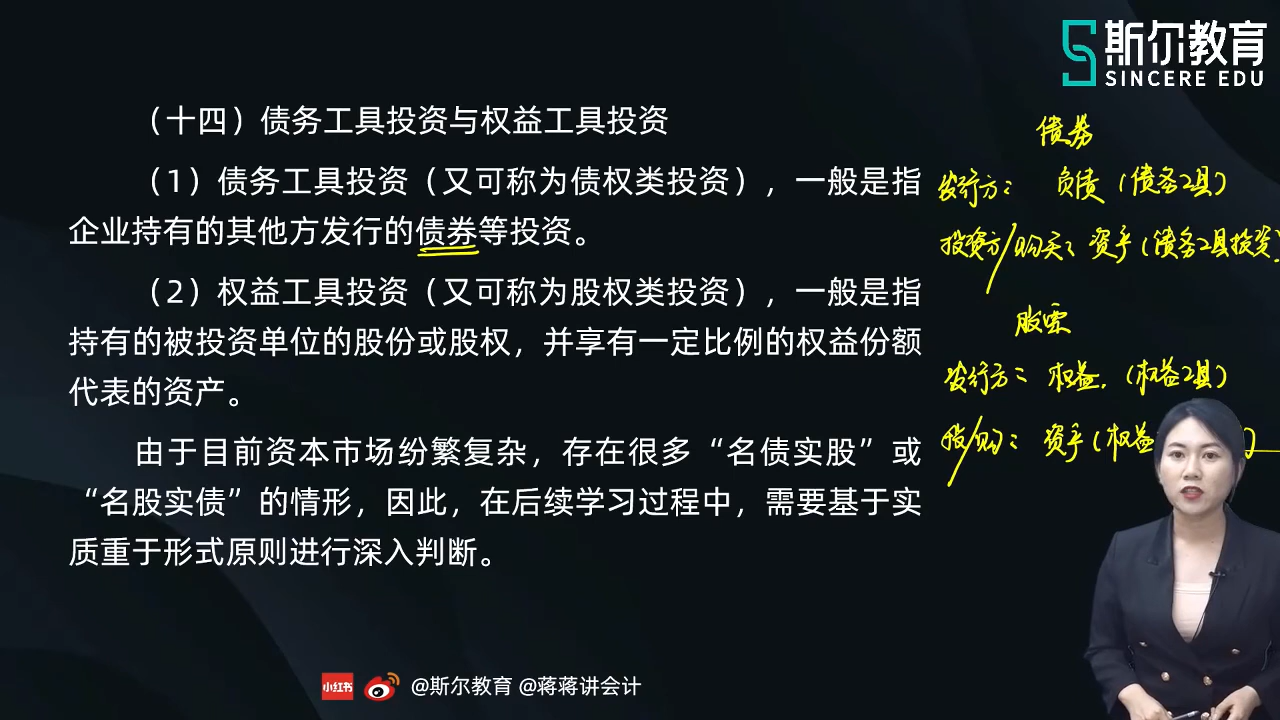 斯尔教育
SINCERE EDU
（十四）债务工具投资与权益工具投资
（1）债务工具投资（又可称为债权类投资），一般是指
企业持有的其他方发行的债券等投资。
（2）权益工具投资（又可称为股权类投资），一般是指
持有的被投资单位的股份或股权，并享有一定比例的权益份额
代表的资产。
由于目前资本市场纷繁复杂，存在很多“名债实股”或
“名股实债”的情形，因此，在后续学习过程中，需要基于实
质重于形式原则进行深入判断。
债券
发行方：负债（债务工具）
投资方/购买：资产（债务工具投资
股票
发行方：权益.（权益工具）
投/购：资产（权益
小红书
@斯尔教育 @蒋蒋讲会计